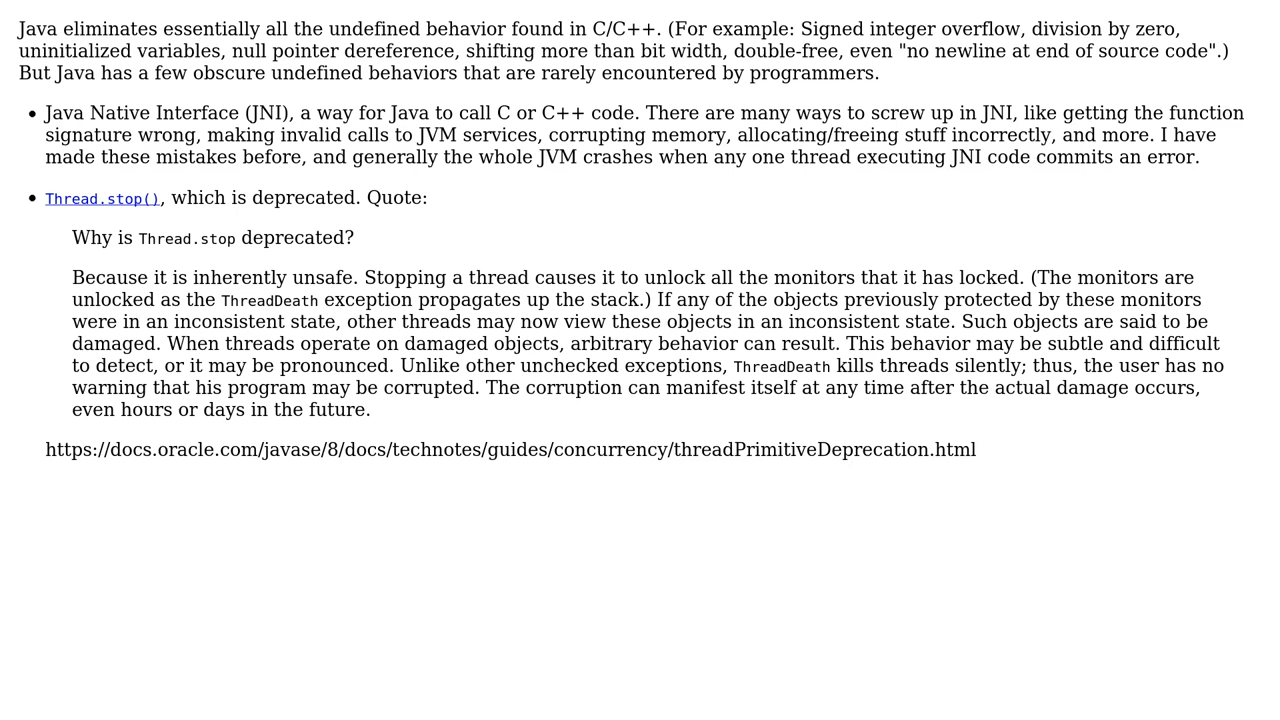 Java eliminates essentially all the undefined behavior found in C/C++. (For example: Signed integer overflow, division by zero,
uninitialized variables, null pointer dereference, shifting more than bit width, double-free, even "no newline at end of source code".)
But Java has a few obscure undefined behaviors that are rarely encountered by programmers.
• Java Native Interface (JNI), a way for Java to call C or C++ code. There are many ways to screw up in JNI, like getting the function
signature wrong, making invalid calls to JVM services, corrupting memory, allocating/freeing stuff incorrectly, and more. I have
made these mistakes before, and generally the whole JVM crashes when any one thread executing JNI code commits an error.
• Thread.stop(), which is deprecated. Quote:
Why is Thread.stop deprecated?
Because it is inherently unsafe. Stopping a thread causes it to unlock all the monitors that it has locked. (The monitors are
unlocked as the ThreadDeath exception propagates up the stack.) If any of the objects previously protected by these monitors
were in an inconsistent state, other threads may now view these objects in an inconsistent state. Such objects are said to be
damaged. When threads operate on damaged objects, arbitrary behavior can result. This behavior may be subtle and difficult
to detect, or it may be pronounced. Unlike other unchecked exceptions, ThreadDeath kills threads silently; thus, the user has no
warning that his program may be corrupted. The corruption can manifest itself at any time after the actual damage occurs,
even hours or days in the future.
https://docs.oracle.com/javase/8/docs/technotes/guides/concurrency/threadPrimitiveDeprecation.html